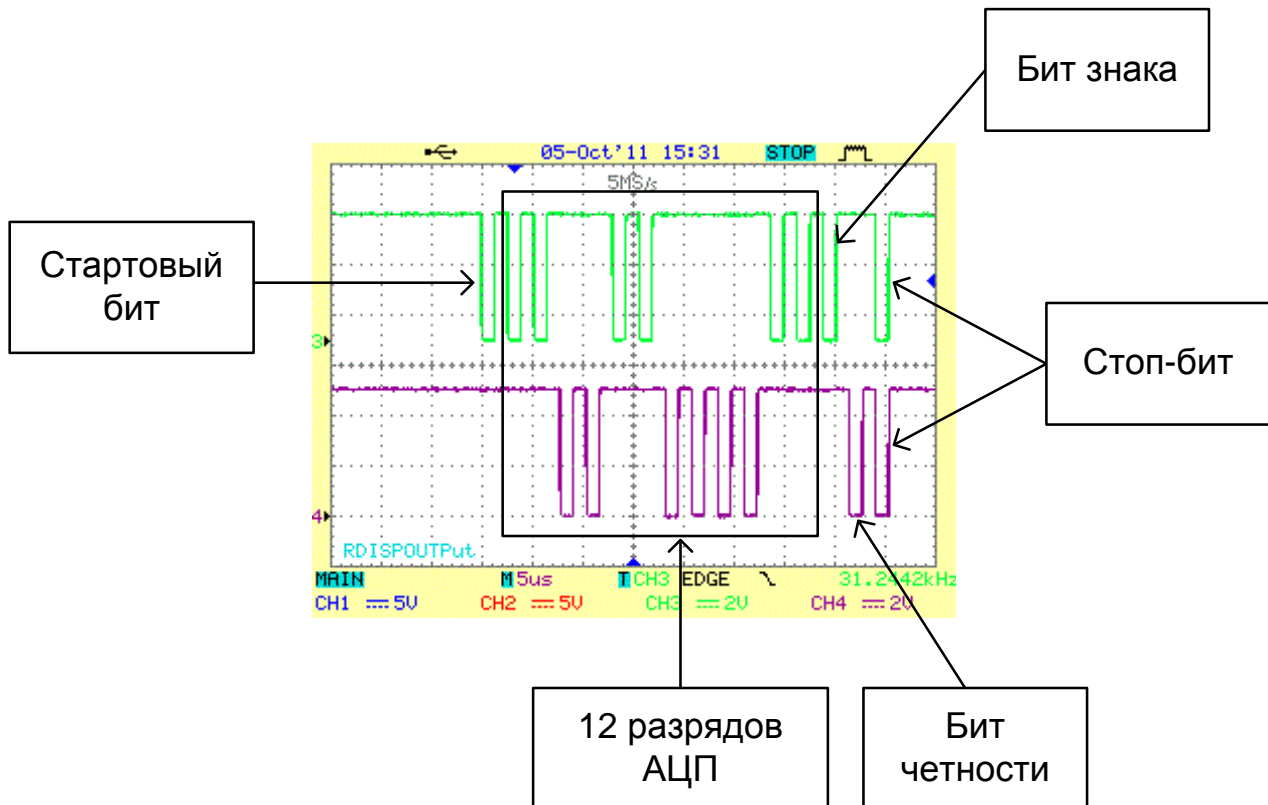 Бит знака
05-Oct'11 15:31 STOP
5MS/s
Стартовый
бит
3
Стоп-бит
4
RDISPOUTPut
MAIN M 5us T CH3 EDGE 31.2442kHz
CH1 5V CH2 5V CH3 2V CH4 2V
12 разрядов
АЦП
Бит
четности